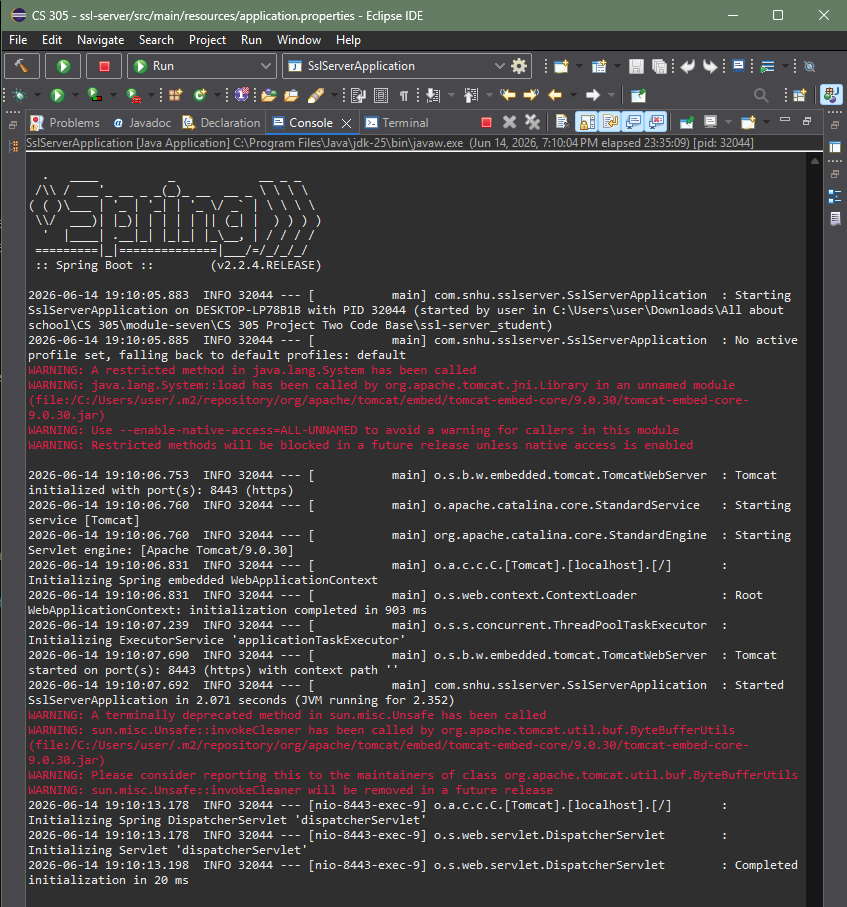 CS 305 - ssl-server/src/main/resources/application.properties - Eclipse IDE
File Edit Navigate Search Project Run Window Help
Run SslServerApplication
Problems Javadoc Declaration Console Terminal
SslServerApplication [Java Application] C:\Program Files\Java\jdk-25\bin\javaw.exe (Jun 14, 2026, 7:10:04 PM elapsed 23:35:09) [pid: 32044]
  .   ____          _            __ _ _
 /\\ / ___'_ __ _ _(_)_ __  __ _ \ \ \ \
( ( )\___ | '_ | '_| | '_ \/ _` | \ \ \ \
 \\/  ___)| |_)| | | | | || (_| |  ) ) ) )
  '  |____| .__|_| |_|_| |_\__, | / / / /
 =========|_|==============|___/=/_/_/_/
 :: Spring Boot ::        (v2.2.4.RELEASE)
2026-06-14 19:10:05.883  INFO 32044 --- [           main] com.snhu.sslserver.SslServerApplication  : Starting
SslServerApplication on DESKTOP-LP78B1B with PID 32044 (started by user in C:\Users\user\Downloads\All about
school\CS 305\module-seven\CS 305 Project Two Code Base\ssl-server_student)
2026-06-14 19:10:05.885  INFO 32044 --- [           main] com.snhu.sslserver.SslServerApplication  : No active
profile set, falling back to default profiles: default
WARNING: A restricted method in java.lang.System has been called
WARNING: java.lang.System::load has been called by org.apache.tomcat.jni.Library in an unnamed module
(file:/C:/Users/user/.m2/repository/org/apache/tomcat/embed/tomcat-embed-core/9.0.30/tomcat-embed-core-
9.0.30.jar)
WARNING: Use --enable-native-access=ALL-UNNAMED to avoid a warning for callers in this module
WARNING: Restricted methods will be blocked in a future release unless native access is enabled
2026-06-14 19:10:06.753  INFO 32044 --- [           main] o.s.b.w.embedded.tomcat.TomcatWebServer  : Tomcat
initialized with port(s): 8443 (https)
2026-06-14 19:10:06.760  INFO 32044 --- [           main] o.apache.catalina.core.StandardService   : Starting
service [Tomcat]
2026-06-14 19:10:06.760  INFO 32044 --- [           main] org.apache.catalina.core.StandardEngine  : Starting
Servlet engine: [Apache Tomcat/9.0.30]
2026-06-14 19:10:06.831  INFO 32044 --- [           main] o.a.c.c.C.[Tomcat].[localhost].[/]       :
Initializing Spring embedded WebApplicationContext
2026-06-14 19:10:06.831  INFO 32044 --- [           main] o.s.web.context.ContextLoader            : Root
WebApplicationContext: initialization completed in 903 ms
2026-06-14 19:10:07.239  INFO 32044 --- [           main] o.s.s.concurrent.ThreadPoolTaskExecutor  :
Initializing ExecutorService 'applicationTaskExecutor'
2026-06-14 19:10:07.690  INFO 32044 --- [           main] o.s.b.w.embedded.tomcat.TomcatWebServer  : Tomcat
started on port(s): 8443 (https) with context path ''
2026-06-14 19:10:07.692  INFO 32044 --- [           main] com.snhu.sslserver.SslServerApplication  : Started
SslServerApplication in 2.071 seconds (JVM running for 2.352)
WARNING: A terminally deprecated method in sun.misc.Unsafe has been called
WARNING: sun.misc.Unsafe::invokeCleaner has been called by org.apache.tomcat.util.buf.ByteBufferUtils
(file:/C:/Users/user/.m2/repository/org/apache/tomcat/embed/tomcat-embed-core/9.0.30/tomcat-embed-core-
9.0.30.jar)
WARNING: Please consider reporting this to the maintainers of class org.apache.tomcat.util.buf.ByteBufferUtils
WARNING: sun.misc.Unsafe::invokeCleaner will be removed in a future release
2026-06-14 19:10:13.178  INFO 32044 --- [nio-8443-exec-9] o.a.c.c.C.[Tomcat].[localhost].[/]       :
Initializing Spring DispatcherServlet 'dispatcherServlet'
2026-06-14 19:10:13.178  INFO 32044 --- [nio-8443-exec-9] o.s.web.servlet.DispatcherServlet        :
Initializing Servlet 'dispatcherServlet'
2026-06-14 19:10:13.198  INFO 32044 --- [nio-8443-exec-9] o.s.web.servlet.DispatcherServlet        : Completed
initialization in 20 ms